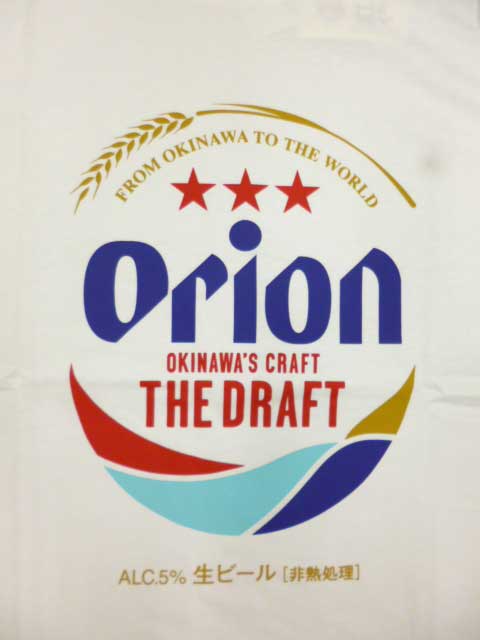 FROM OKINAWA TO THE WORLD
Orion
OKINAWA'S CRAFT
THE DRAFT
ALC.5% 生ビール [非熱処理]